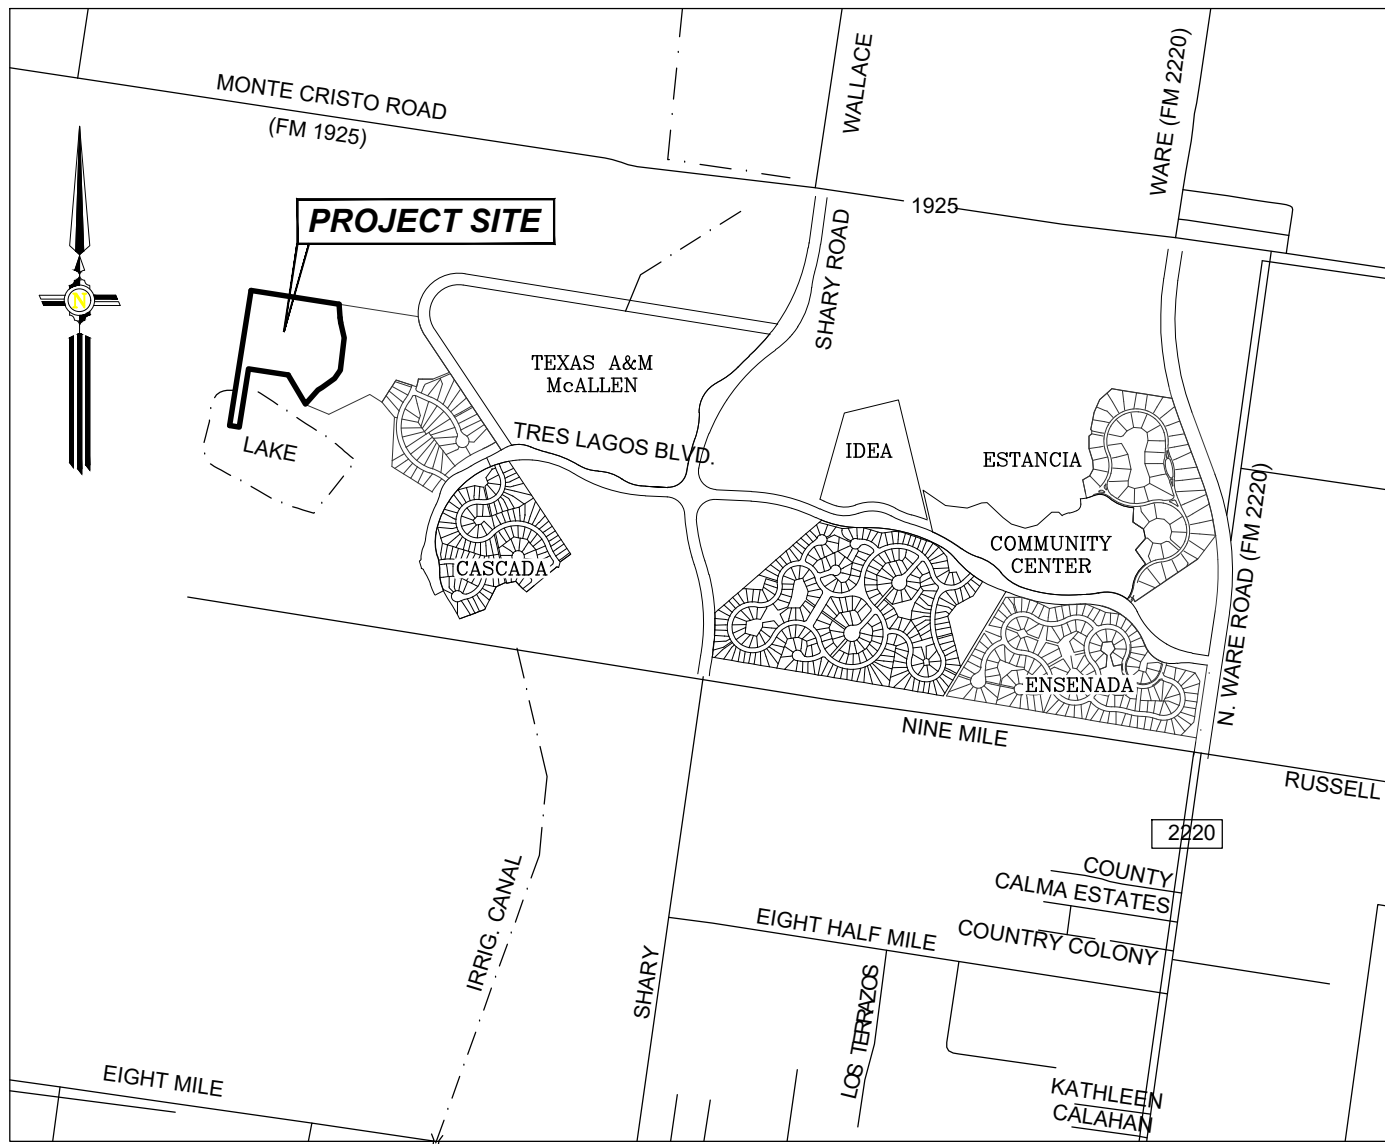 MONTE CRISTO ROAD
(FM 1925)
WALLACE
WARE (FM 2220)
PROJECT SITE
1925
SHARY ROAD
N
TEXAS A&M
McALLEN
TRES LAGOS BLVD.
LAKE
IDEA
ESTANCIA
COMMUNITY
CENTER
CASCADA
N. WARE ROAD (FM 2220)
ENSENADA
NINE MILE
RUSSELL
2220
COUNTY
CALMA ESTATES
EIGHT HALF MILE
COUNTRY COLONY
IRRIG. CANAL
SHARY
LOS TERRAZOS
EIGHT MILE
KATHLEEN
CALAHAN